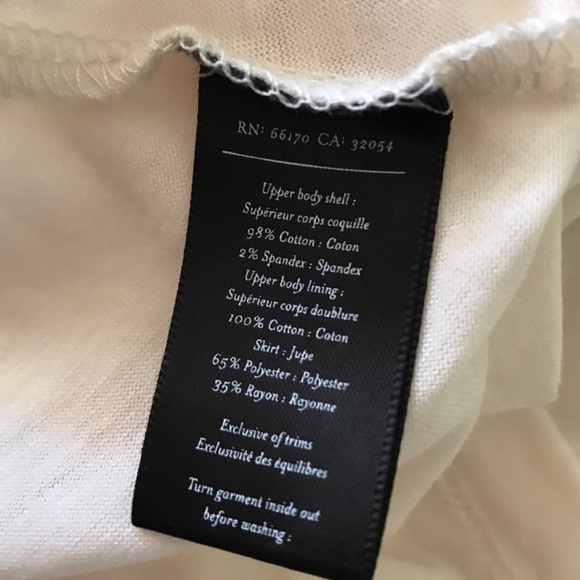 RN: 66170 CA: 32054
Upper body shell :
Supérieur corps coquille
98% Cotton : Coton
2% Spandex : Spandex
Upper body lining :
Supérieur corps doublure
100% Cotton : Coton
Skirt : Jupe
65% Polyester : Polyester
35% Rayon : Rayonne
Exclusive of trims
Exclusivité des équilibres
Turn garment inside out
before washing :